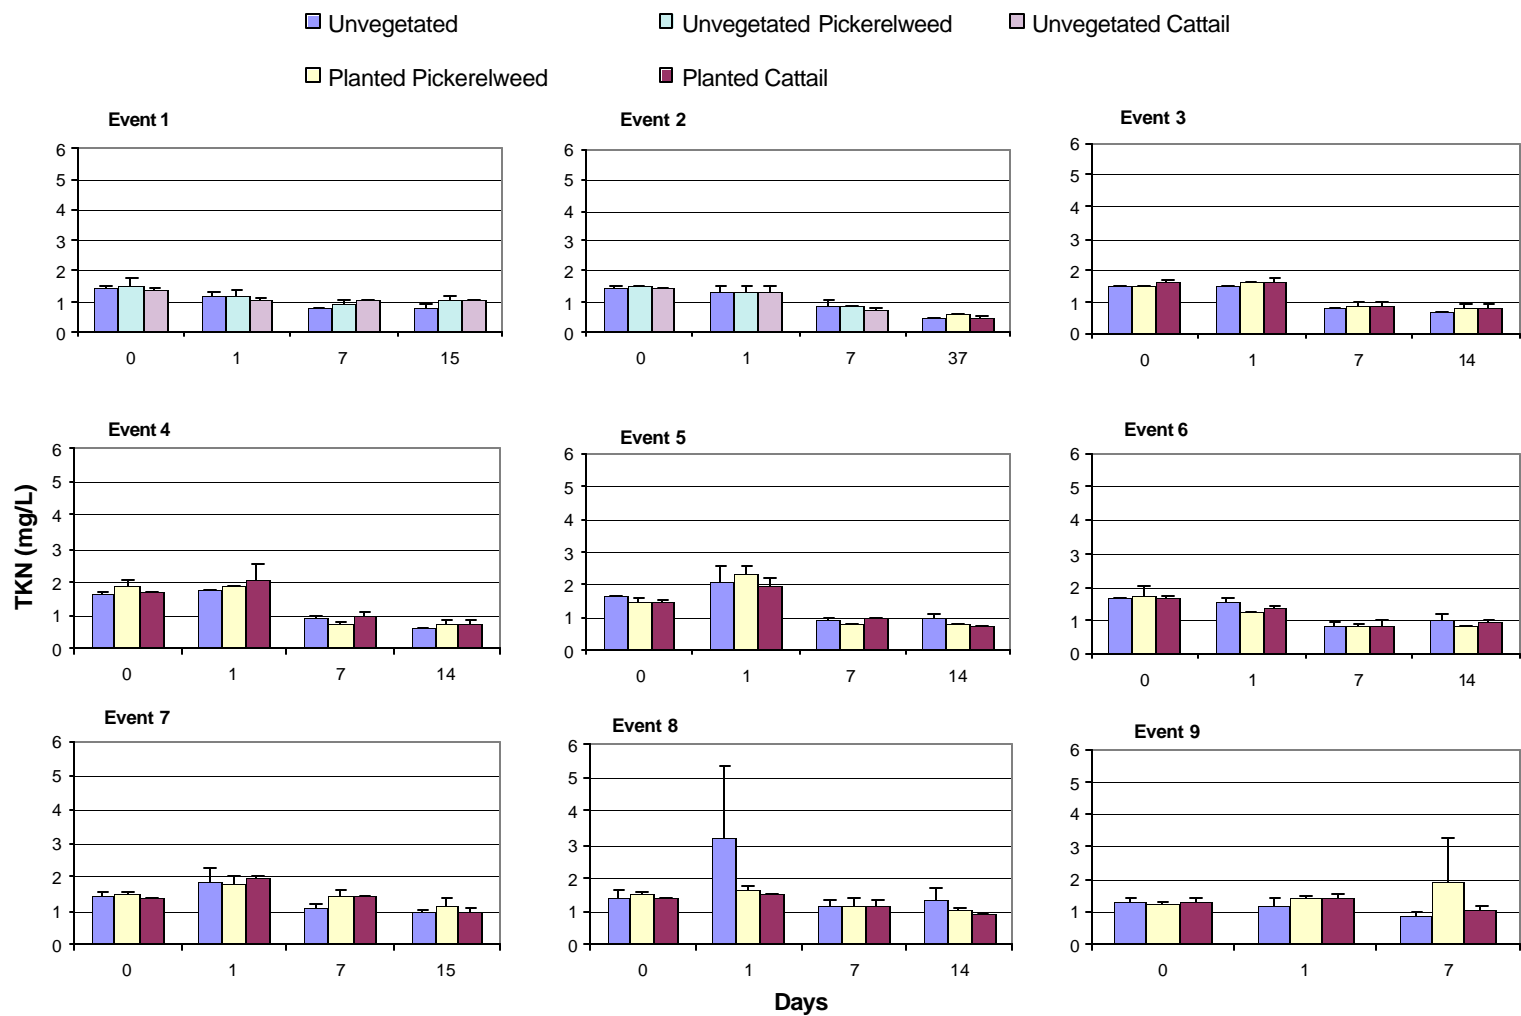 Unvegetated Unvegetated Pickerelweed Unvegetated Cattail
Planted Pickerelweed Planted Cattail
Event 1
6
5
4
3
2
1
0
0 1 7 15
Event 2
6
5
4
3
2
1
0
0 1 7 37
Event 3
6
5
4
3
2
1
0
0 1 7 14
TKN (mg/L)
Event 4
6
5
4
3
2
1
0
0 1 7 14
Event 5
6
5
4
3
2
1
0
0 1 7 14
Event 6
6
5
4
3
2
1
0
0 1 7 14
Event 7
6
5
4
3
2
1
0
0 1 7 15
Event 8
6
5
4
3
2
1
0
0 1 7 14
Event 9
6
5
4
3
2
1
0
0 1 7
Days